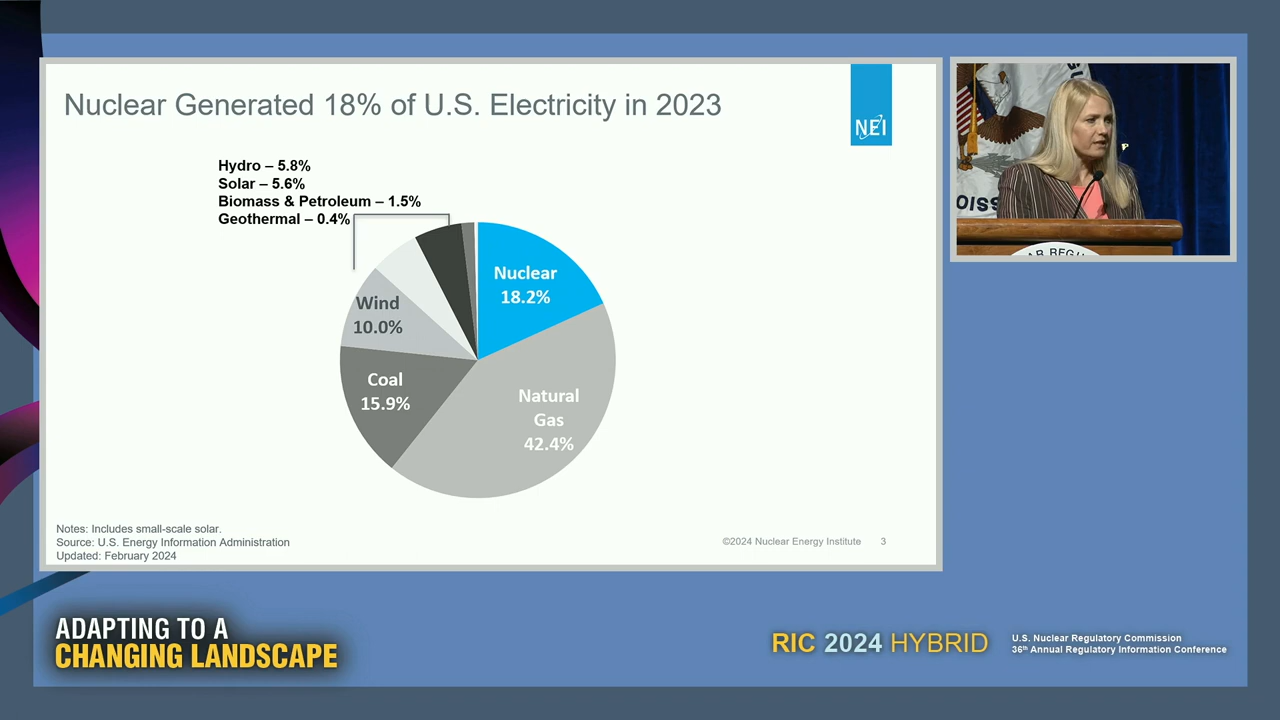 Nuclear Generated 18% of U.S. Electricity in 2023
NEI
Hydro – 5.8%
Solar – 5.6%
Biomass & Petroleum – 1.5%
Geothermal – 0.4%
Nuclear
18.2%
Wind
10.0%
Coal
15.9%
Natural
Gas
42.4%
Notes: Includes small-scale solar.
Source: U.S. Energy Information Administration
Updated: February 2024
©2024 Nuclear Energy Institute 3
ADAPTING TO A
CHANGING LANDSCAPE
RIC 2024 HYBRID
U.S. Nuclear Regulatory Commission
36th Annual Regulatory Information Conference